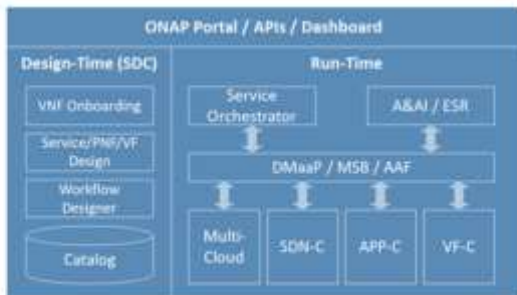 ONAP Portal / APIs / Dashboard
Design-Time (SDC)
VNF Onboarding
Service/PNF/VF
Design
Workflow
Designer
Catalog
Run-Time
Service
Orchestrator
A&AI / ESR
DMaaP / MSB / AAF
Multi-
Cloud
SDN-C
APP-C
VF-C